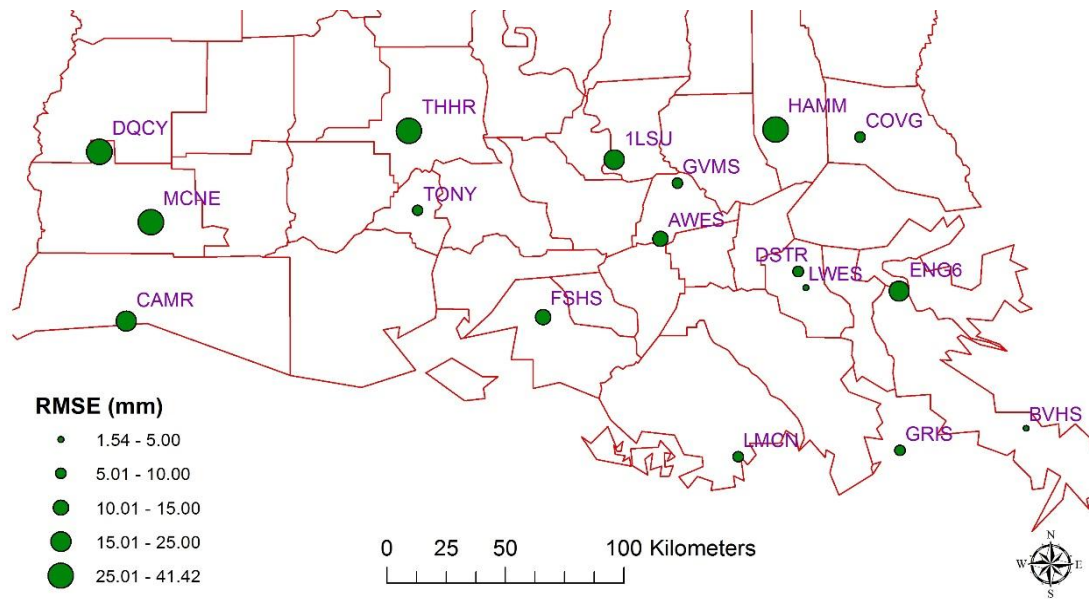 HAMM
THHR
COVG
DQCY
1LSU
GVMS
MCNE
TONY
AWES
DSTR
ENG6
LWES
CAMR
FSHS
RMSE (mm)
1.54 - 5.00
5.01 - 10.00
10.01 - 15.00
15.01 - 25.00
25.01 - 41.42
BVHS
LMCN
GRIS
0 25 50 100 Kilometers
N
W E
S